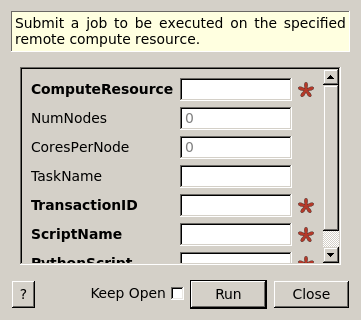 Submit a job to be executed on the specified
remote compute resource.
ComputeResource
NumNodes 0
CoresPerNode 0
TaskName
TransactionID
ScriptName
PythonScript
? Keep Open Run Close